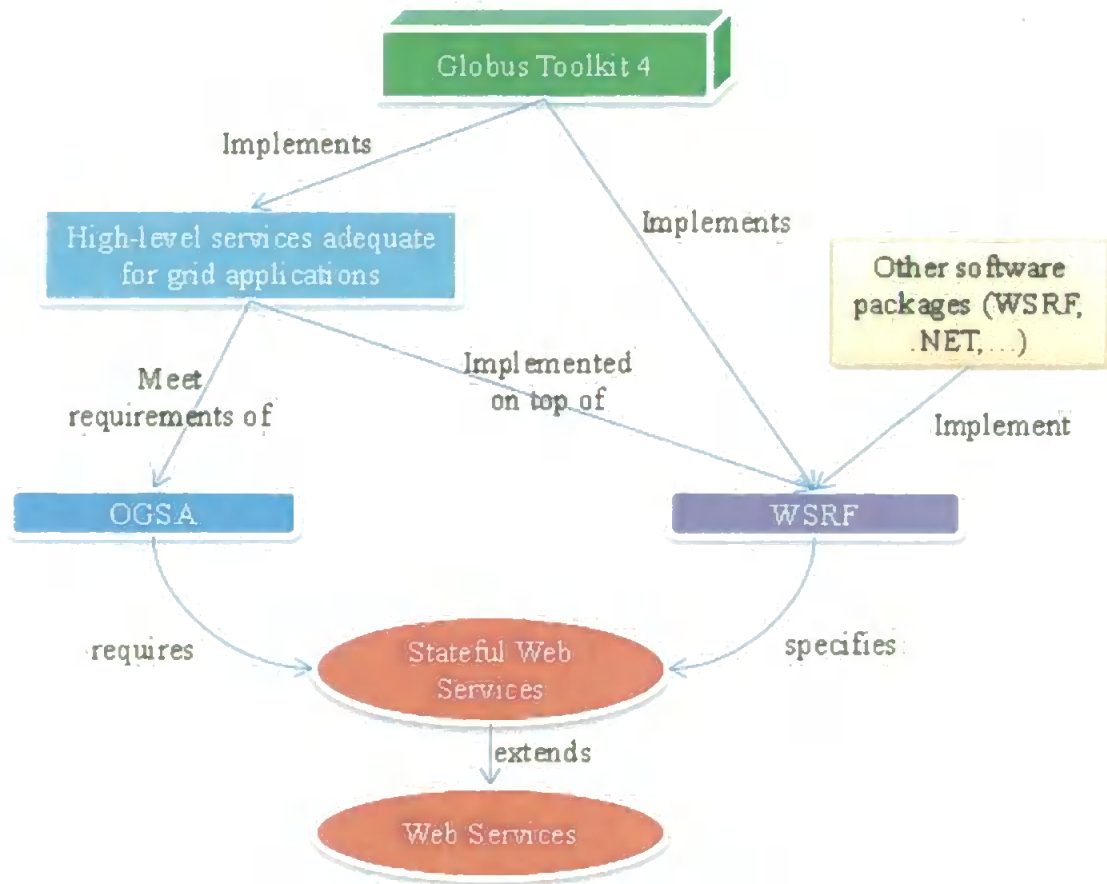 Globus Toolkit 4
Implements
High-level services adequate
for grid applications
Implements
Other software
packages (WSRF,
.NET,...)
Meet
requirements of
Implemented
on top of
Implement
OGSA
WSRF
requires
Stateful Web
Services
specifies
extends
Web Services